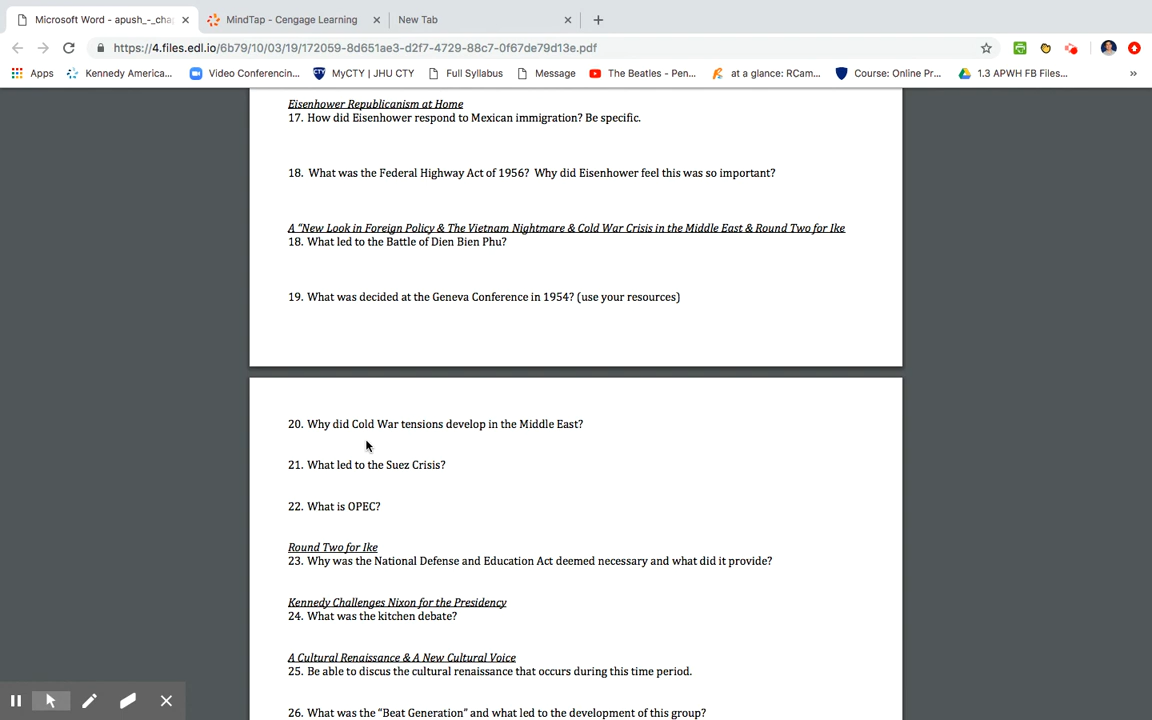 Microsoft Word - apush_-_cha
MindTap - Cengage Learning
New Tab
https://4.files.edl.io/6b79/10/03/19/172059-8d651ae3-d2f7-4729-88c7-0f67de79d13e.pdf
Apps
Kennedy America...
Video Conferencin...
CTY
MyCTY | JHU CTY
Full Syllabus
Message
The Beatles - Pen...
at a glance: RCam...
Course: Online Pr...
1.3 APWH FB Files...
»
Eisenhower Republicanism at Home
17. How did Eisenhower respond to Mexican immigration? Be specific.
18. What was the Federal Highway Act of 1956? Why did Eisenhower feel this was so important?
A "New Look in Foreign Policy & The Vietnam Nightmare & Cold War Crisis in the Middle East & Round Two for Ike
18. What led to the Battle of Dien Bien Phu?
19. What was decided at the Geneva Conference in 1954? (use your resources)
20. Why did Cold War tensions develop in the Middle East?
21. What led to the Suez Crisis?
22. What is OPEC?
Round Two for Ike
23. Why was the National Defense and Education Act deemed necessary and what did it provide?
Kennedy Challenges Nixon for the Presidency
24. What was the kitchen debate?
A Cultural Renaissance & A New Cultural Voice
25. Be able to discus the cultural renaissance that occurs during this time period.
26. What was the "Beat Generation" and what led to the development of this group?